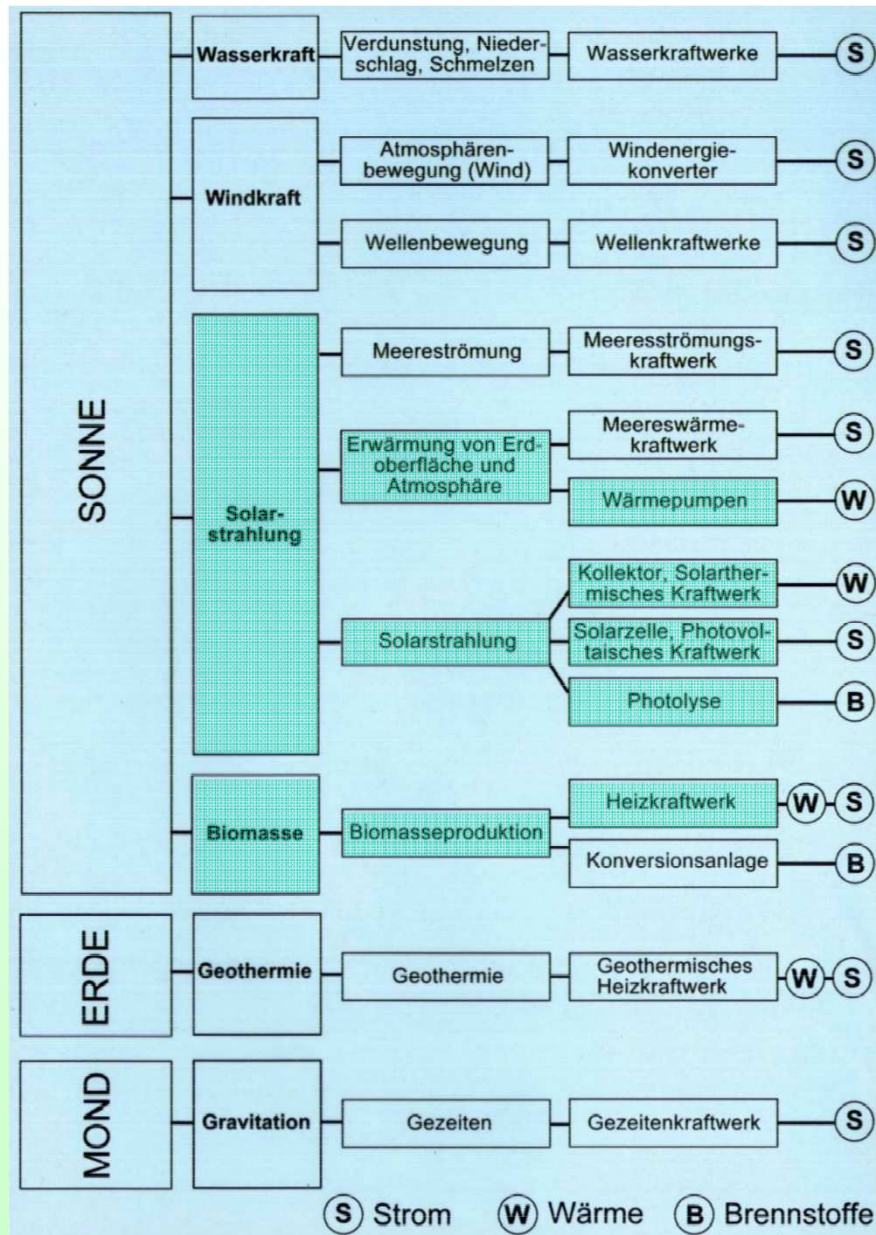 SONNE
Wasserkraft
Verdunstung, Nieder-
schlag, Schmelzen
Wasserkraftwerke
S
Windkraft
Atmosphären-
bewegung (Wind)
Windenergie-
konverter
S
Wellenbewegung
Wellenkraftwerke
S
Solar-
strahlung
Meereströmung
Meeresströmungs-
kraftwerk
S
Erwärmung von Erd-
oberfläche und
Atmosphäre
Meereswärme-
kraftwerk
S
Wärmepumpen
W
Solarstrahlung
Kollektor, Solarther-
misches Kraftwerk
W
Solarzelle, Photovol-
taisches Kraftwerk
S
Photolyse
B
Biomasse
Biomasseproduktion
Heizkraftwerk
W S
Konversionsanlage
B
ERDE
Geothermie
Geothermie
Geothermisches
Heizkraftwerk
W S
MOND
Gravitation
Gezeiten
Gezeitenkraftwerk
S
S Strom W Wärme B Brennstoffe